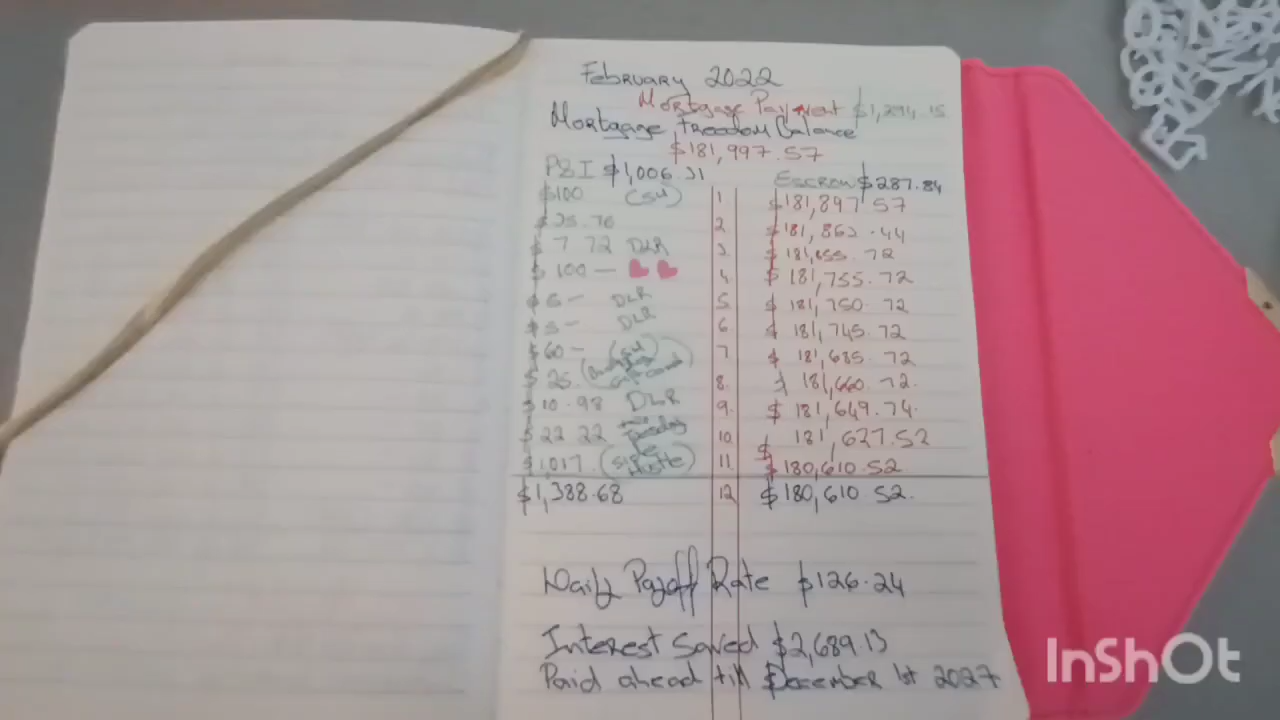 February 2022
Mortgage Payment $1,294.15
Mortgage Freedom Balance
$181,997.57
P&I $1,006.31 Escrow $287.84
$100 (54) 1 $181,897 57
$ 25.76 2. $181,862.44
$ 7 72 DLR 3. $181,855.72
$ 100 — 4 $ 181,755.72
$ 5 — DLR 5. $ 181,750.72
$ 5 — DLR 6. $ 181,745.72
$60 — 7 $ 181,685.72
$ 25. 8. $ 181,660.72.
$ 10.98 DLR 9. $ 181,649.74.
$ 22 22 10. $ 181,627.52
$1,017. (Side Hustle) 11. $180,610.52.
$1,388.68 12. $180,610 52.
Daily Payoff Rate $126.24
Interest Saved $2,689.13
Paid ahead till December 1st 2027
InShOt